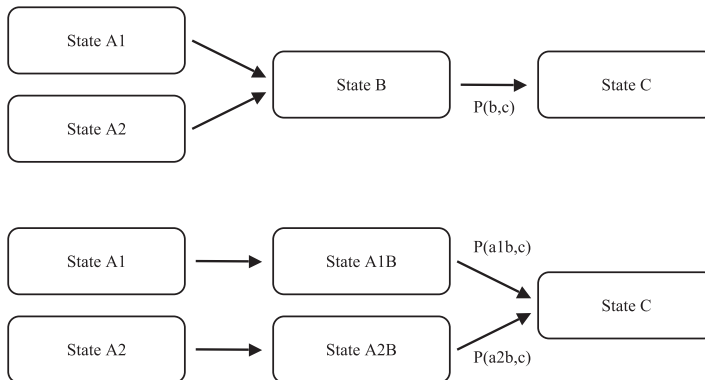 State A1
State B
State C
P(b,c)
State A2
State A1
State A1B
P(a1b,c)
State C
State A2
State A2B
P(a2b,c)